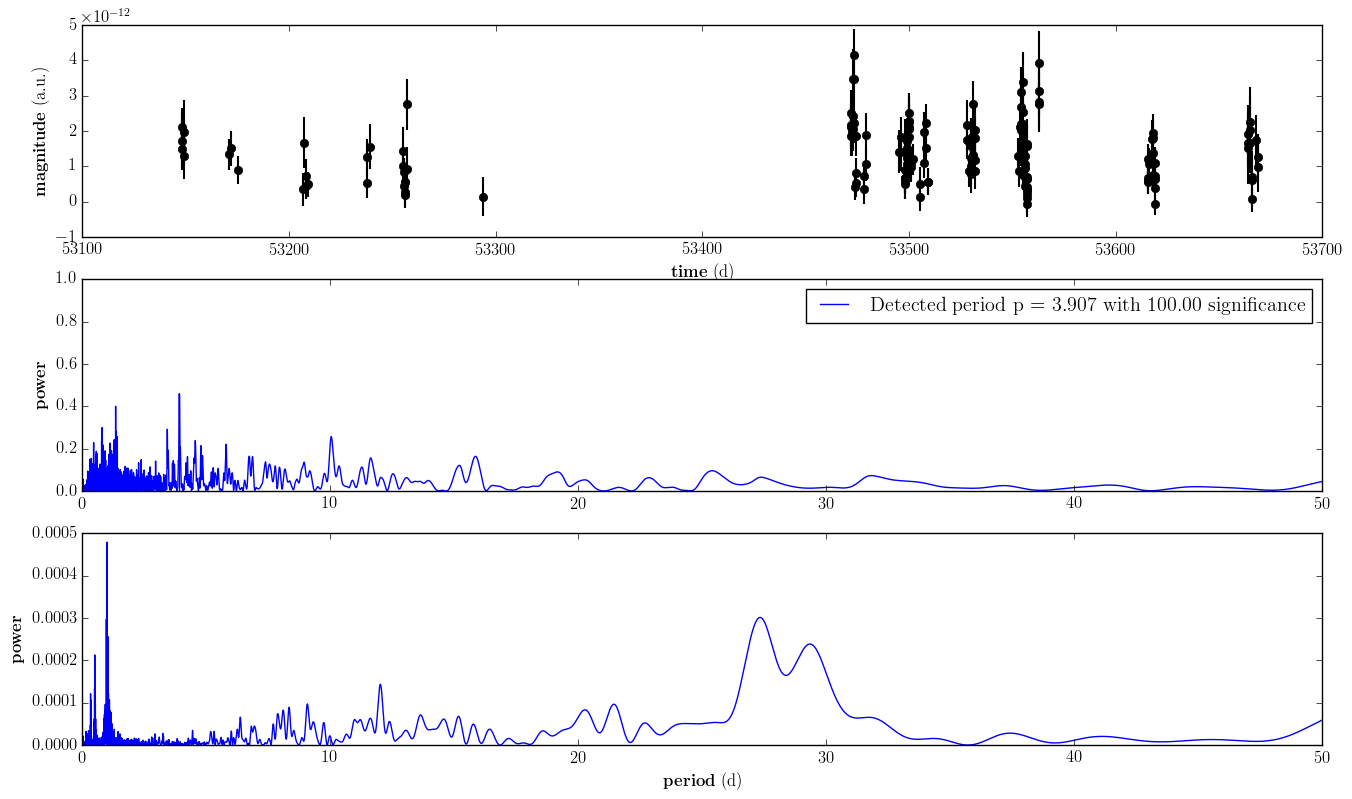 ×10⁻¹²
5
4
3
2
1
0
−1
magnitude (a.u.)
53100 53200 53300 53400 53500 53600 53700
time (d)
1.0
0.8
0.6
0.4
0.2
0.0
power
Detected period p = 3.907 with 100.00 significance
0 10 20 30 40 50
0.0005
0.0004
0.0003
0.0002
0.0001
0.0000
power
0 10 20 30 40 50
period (d)